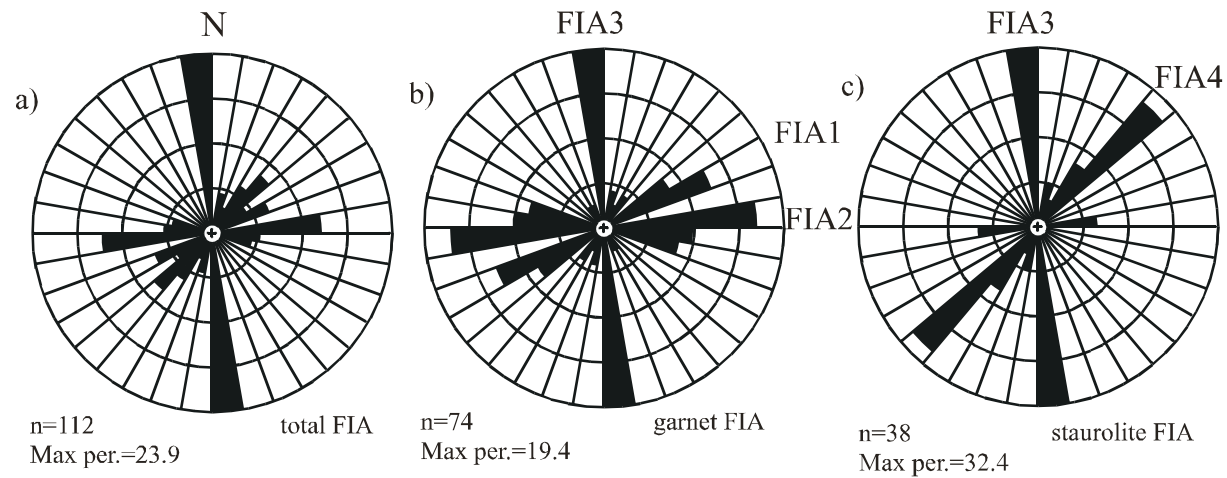 N
FIA3
FIA3
a)
b)
c)
FIA4
FIA1
FIA2
n=112
total FIA
Max per.=23.9
n=74
garnet FIA
Max per.=19.4
n=38
staurolite FIA
Max per.=32.4